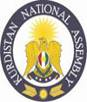 KURDISTAN NATIONAL ASSEMBLY